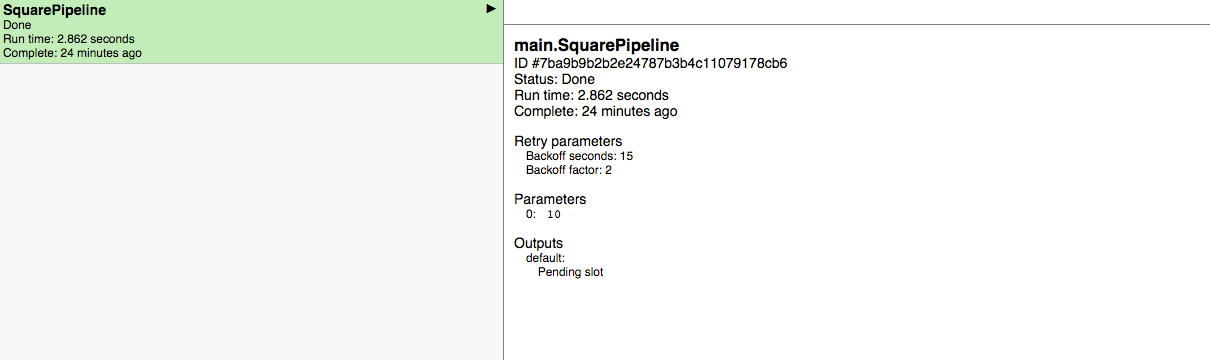 SquarePipeline
Done
Run time: 2.862 seconds
Complete: 24 minutes ago
main.SquarePipeline
ID #7ba9b9b2b2e24787b3b4c11079178cb6
Status: Done
Run time: 2.862 seconds
Complete: 24 minutes ago
Retry parameters
Backoff seconds: 15
Backoff factor: 2
Parameters
0: 10
Outputs
default:
Pending slot